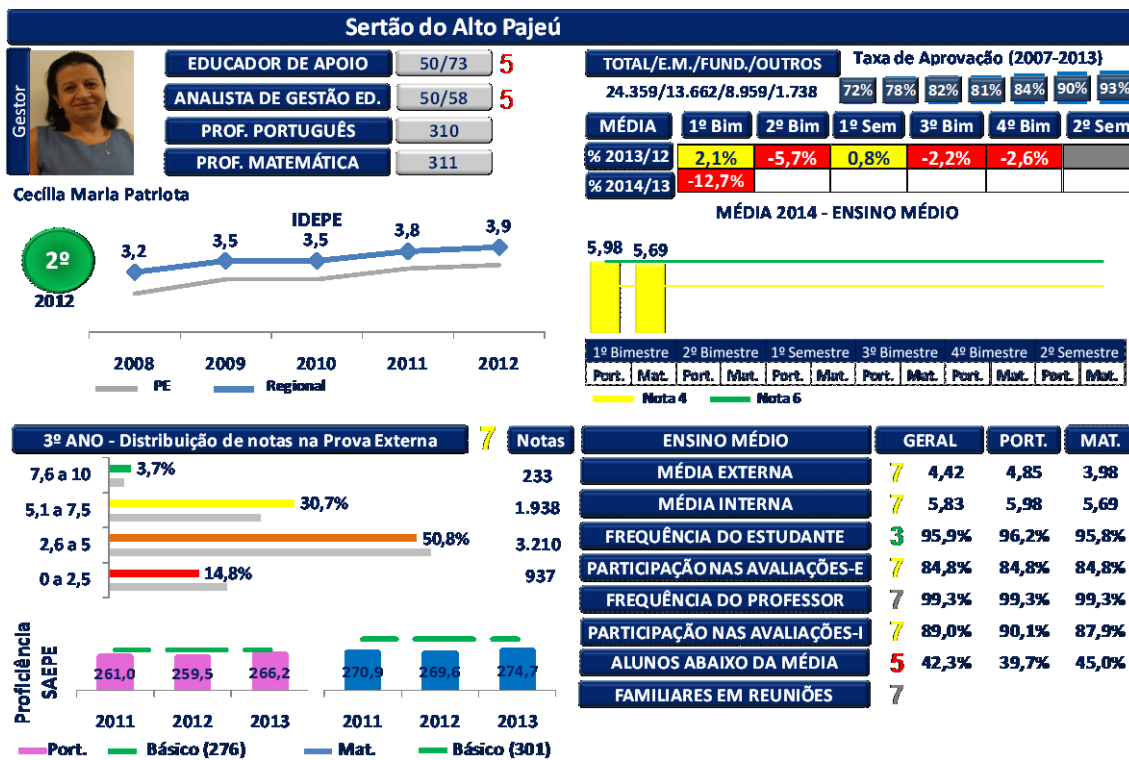 Sertão do Alto Pajeú
Gestor
EDUCADOR DE APOIO 50/73 5
ANALISTA DE GESTÃO ED. 50/58 5
PROF. PORTUGUÊS 310
PROF. MATEMÁTICA 311
Cecílla Maria Patriota
TOTAL/E.M./FUND./OUTROS
24.359/13.662/8.959/1.738
Taxa de Aprovação (2007-2013)
72% 78% 82% 81% 84% 90% 93%
MÉDIA 1º Bim 2º Bim 1º Sem 3º Bim 4º Bim 2º Sem
% 2013/12 2,1% -5,7% 0,8% -2,2% -2,6%
% 2014/13 -12,7%
2º
2012
IDEPE
3,2 3,5 3,5 3,8 3,9
2008 2009 2010 2011 2012
PE Regional
MÉDIA 2014 - ENSINO MÉDIO
5,98 5,69
1º Bimestre 2º Bimestre 1º Semestre 3º Bimestre 4º Bimestre 2º Semestre
Port. Mat. Port. Mat. Port. Mat. Port. Mat. Port. Mat. Port. Mat.
Nota 4 Nota 6
3º ANO - Distribuição de notas na Prova Externa 7 Notas
7,6 a 10 3,7% 233
5,1 a 7,5 30,7% 1.938
2,6 a 5 50,8% 3.210
0 a 2,5 14,8% 937
Proficiência
SAEPE
261,0 259,5 266,2 270,9 269,6 274,7
2011 2012 2013 2011 2012 2013
Port. Básico (276) Mat. Básico (301)
ENSINO MÉDIO GERAL PORT. MAT.
MÉDIA EXTERNA 7 4,42 4,85 3,98
MÉDIA INTERNA 7 5,83 5,98 5,69
FREQUÊNCIA DO ESTUDANTE 3 95,9% 96,2% 95,8%
PARTICIPAÇÃO NAS AVALIAÇÕES-E 7 84,8% 84,8% 84,8%
FREQUÊNCIA DO PROFESSOR 7 99,3% 99,3% 99,3%
PARTICIPAÇÃO NAS AVALIAÇÕES-I 7 89,0% 90,1% 87,9%
ALUNOS ABAIXO DA MÉDIA 5 42,3% 39,7% 45,0%
FAMILIARES EM REUNIÕES 7